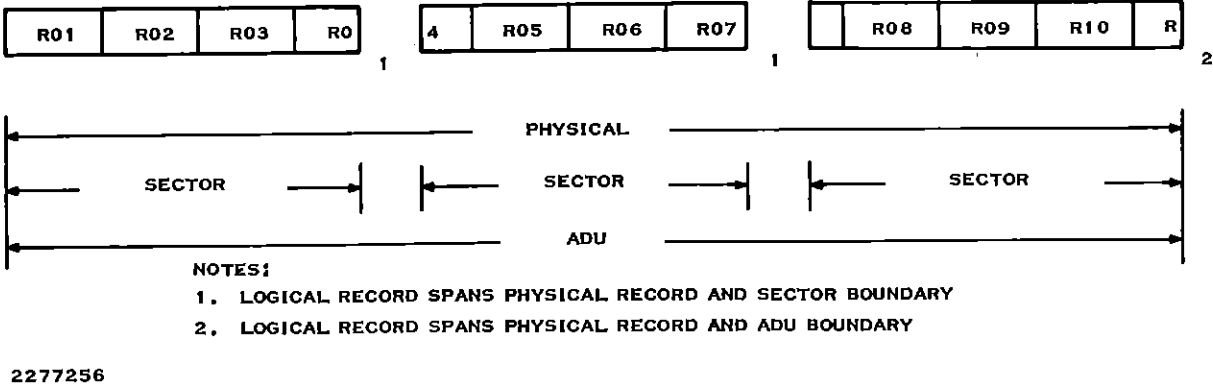 R01 R02 R03 R0 4 R05 R06 R07 R08 R09 R10 R
1 1 2
PHYSICAL
SECTOR SECTOR SECTOR
ADU
NOTES:
1. LOGICAL RECORD SPANS PHYSICAL RECORD AND SECTOR BOUNDARY
2. LOGICAL RECORD SPANS PHYSICAL RECORD AND ADU BOUNDARY
2277256